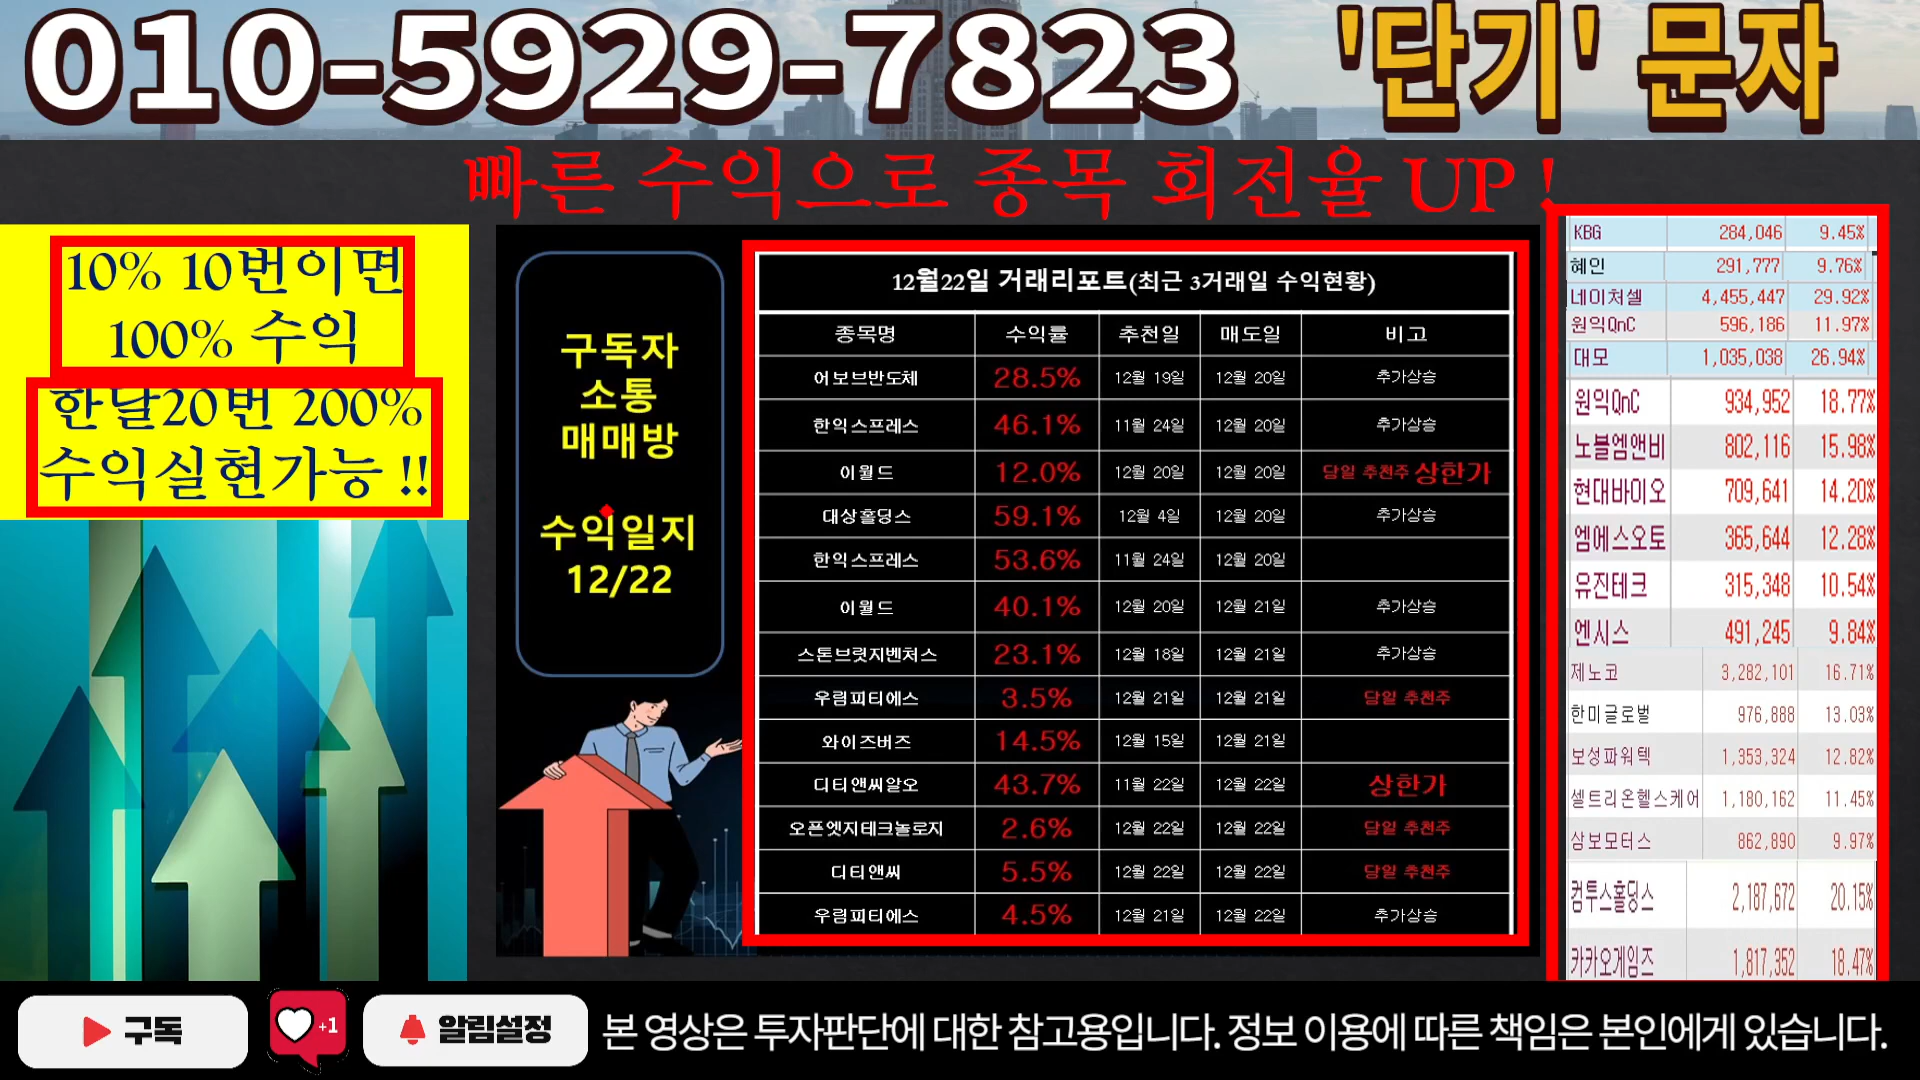 010-5929-7823 '단기' 문자
빠른 수익으로 종목 회전율 UP !
10% 10번이면
100% 수익
한달20번 200%
수익실현가능 !!
구독자
소통
매매방
수익일지
12/22
12월22일 거래리포트(최근 3거래일 수익현황)
종목명 수익률 추천일 매도일 비고
어보브반도체 28.5% 12월 19일 12월 20일 추가상승
한익스프레스 46.1% 11월 24일 12월 20일 추가상승
이월드 12.0% 12월 20일 12월 20일 당일 추천주 상한가
대상홀딩스 59.1% 12월 4일 12월 20일 추가상승
한익스프레스 53.6% 11월 24일 12월 20일
이월드 40.1% 12월 20일 12월 21일 추가상승
스톤브릿지벤처스 23.1% 12월 18일 12월 21일 추가상승
우림피티에스 3.5% 12월 21일 12월 21일 당일 추천주
와이즈버즈 14.5% 12월 15일 12월 21일
디티앤씨알오 43.7% 11월 22일 12월 22일 상한가
오픈엣지테크놀로지 2.6% 12월 22일 12월 22일 당일 추천주
디티앤씨 5.5% 12월 22일 12월 22일 당일 추천주
우림피티에스 4.5% 12월 21일 12월 22일 추가상승
KBG 284,046 9.45%
혜인 291,777 9.76%
네이처셀 4,455,447 29.92%
원익QnC 596,186 11.97%
대모 1,035,038 26.94%
원익QnC 934,952 18.77%
노블엠앤비 802,116 15.98%
현대바이오 709,641 14.20%
엠에스오토 365,644 12.28%
유진테크 315,348 10.54%
엔시스 491,245 9.84%
제노코 3,282,101 16.71%
한미글로벌 976,888 13.03%
보성파워텍 1,353,324 12.82%
셀트리온헬스케어 1,180,162 11.45%
삼보모터스 862,890 9.97%
컴투스홀딩스 2,187,672 20.15%
카카오게임즈 1,817,352 18.47%
구독
+1
알림설정
본 영상은 투자판단에 대한 참고용입니다. 정보 이용에 따른 책임은 본인에게 있습니다.